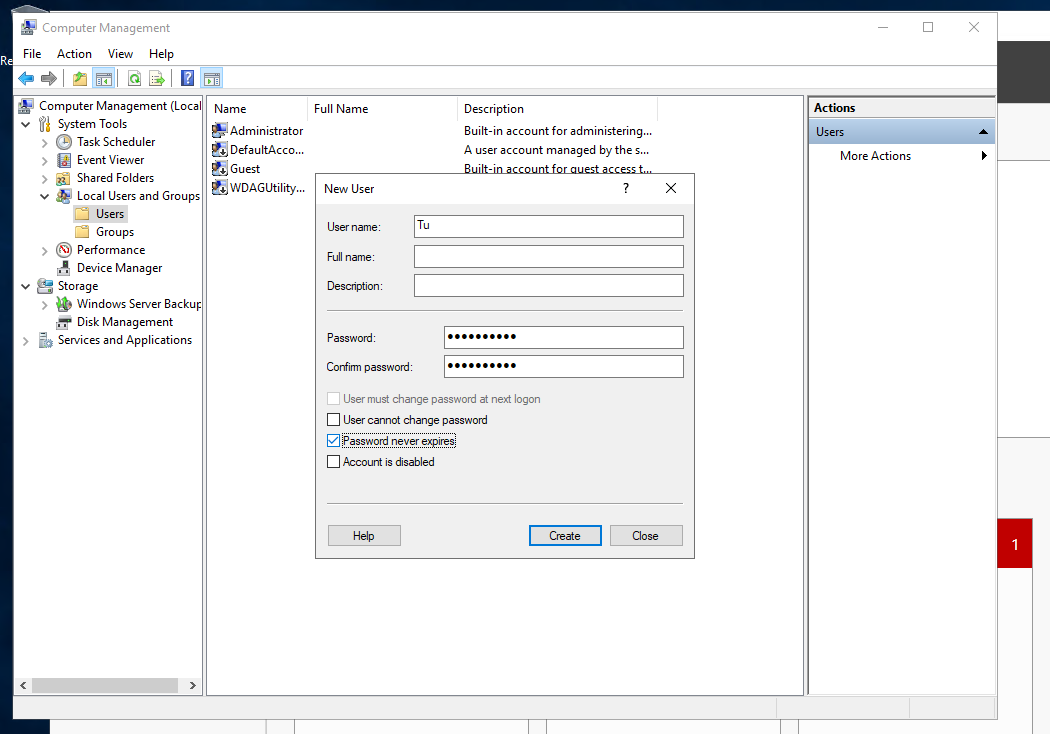 Computer Management
File Action View Help
Computer Management (Local
System Tools
Task Scheduler
Event Viewer
Shared Folders
Local Users and Groups
Users
Groups
Performance
Device Manager
Storage
Windows Server Backup
Disk Management
Services and Applications
Name Full Name Description
Administrator Built-in account for administering...
DefaultAcco... A user account managed by the s...
Guest Built-in account for guest access t...
WDAGUtility...
New User ?
User name: Tu
Full name:
Description:
Password: ●●●●●●●●●●
Confirm password: ●●●●●●●●●●
User must change password at next logon
User cannot change password
Password never expires
Account is disabled
Help Create Close
Actions
Users
More Actions
Re
1